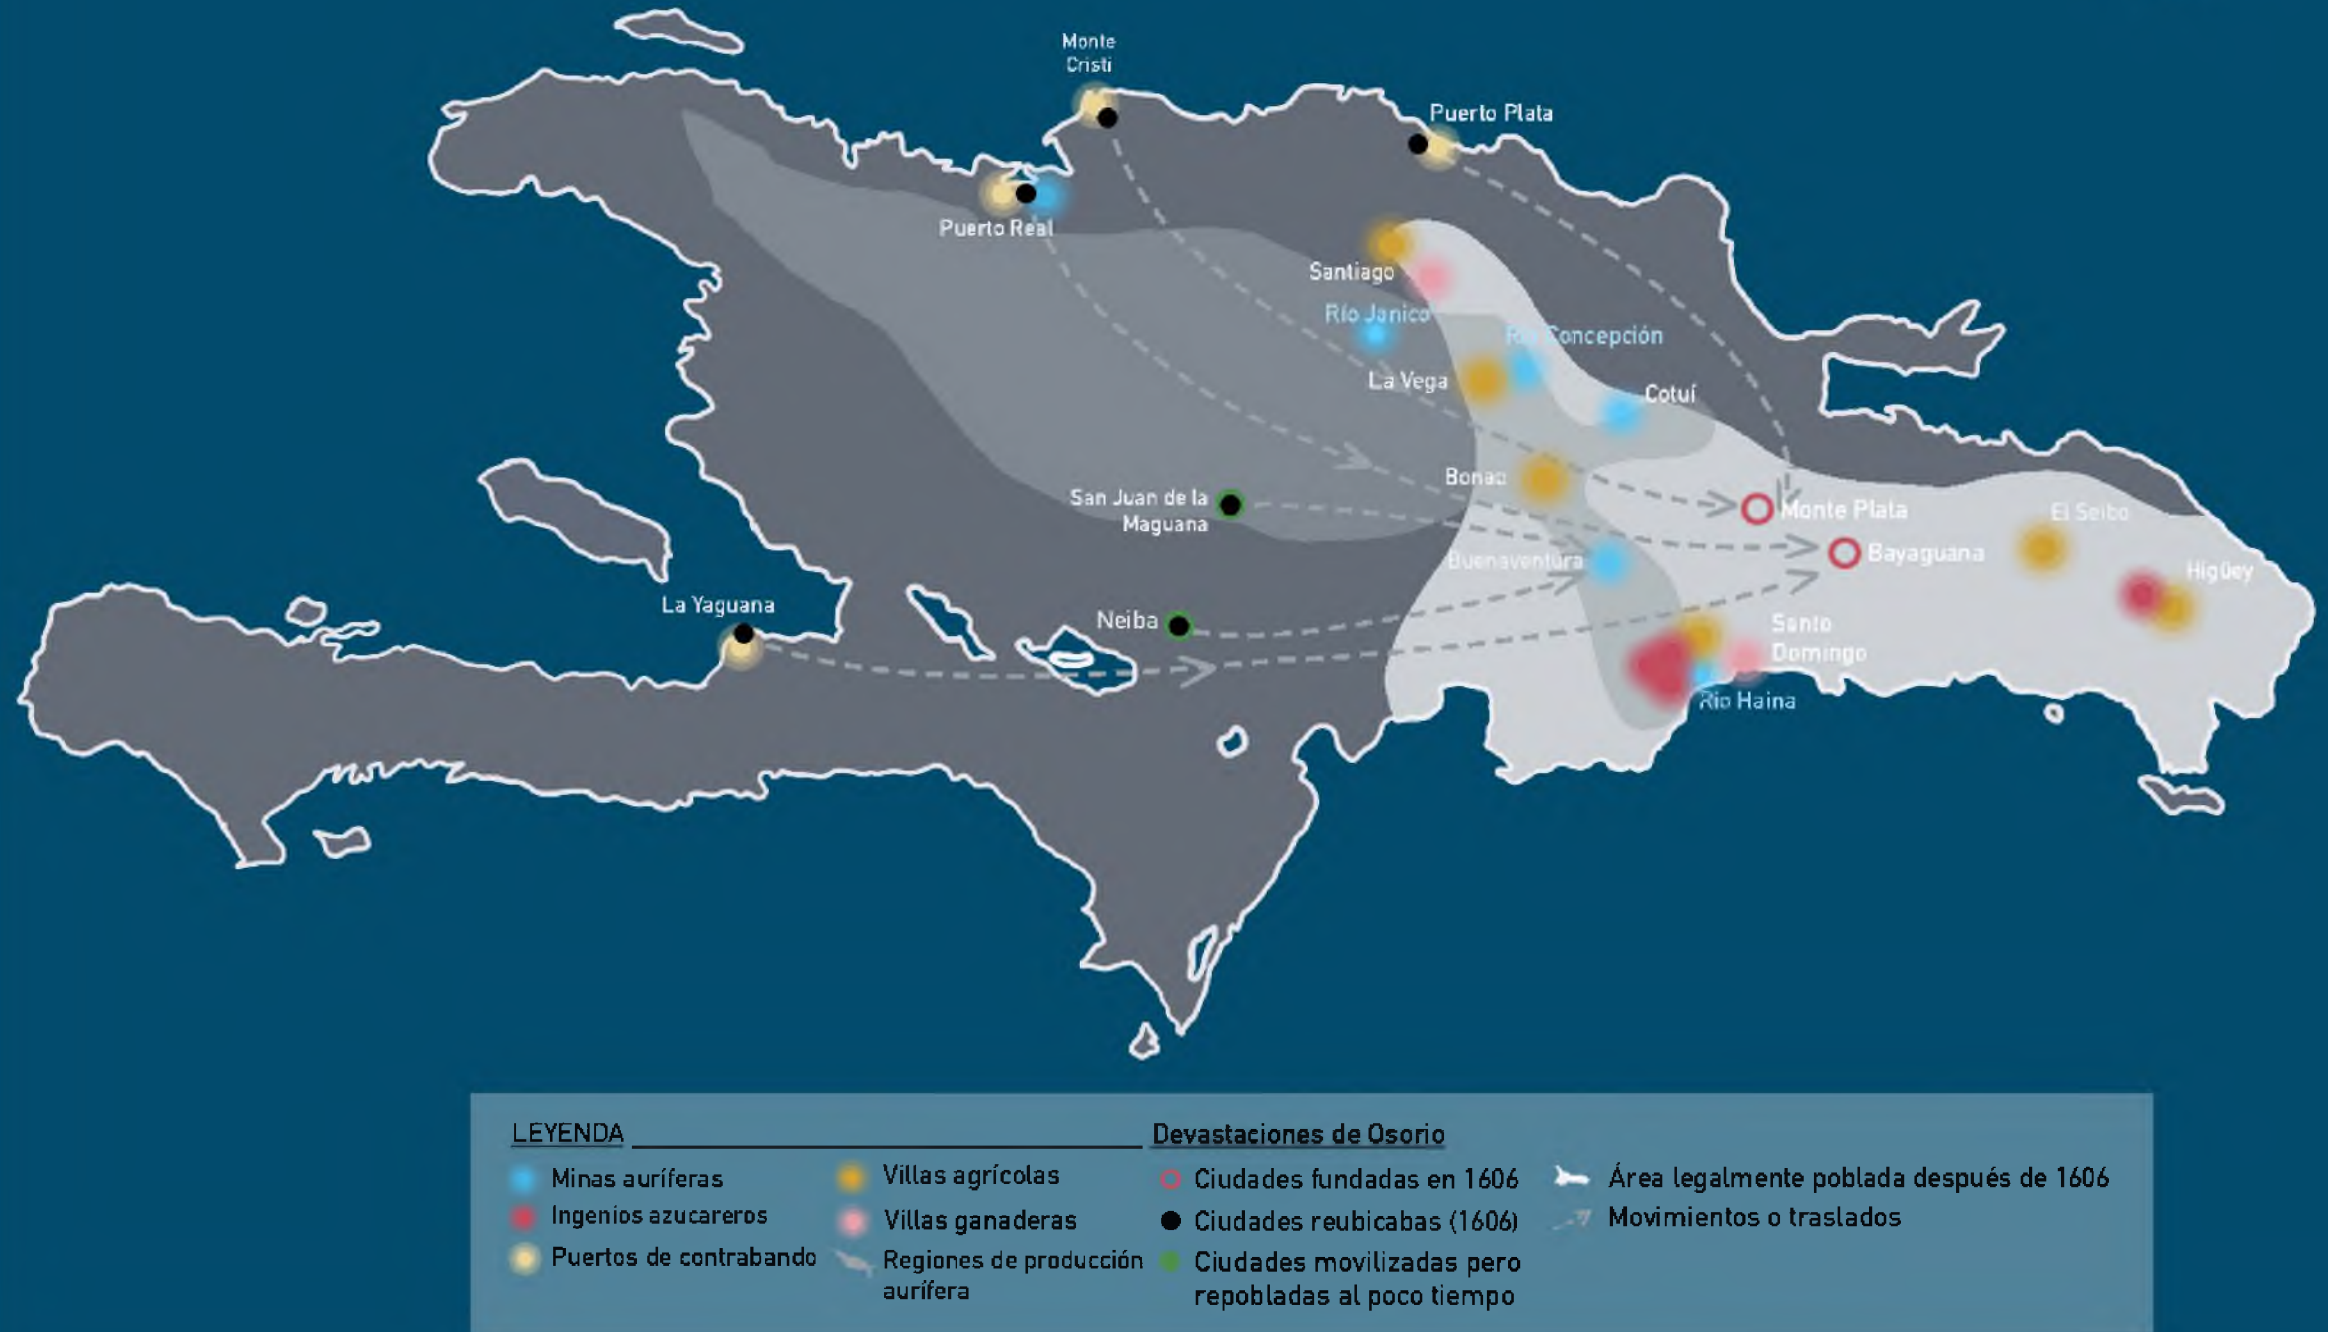 Monte
Cristi
Puerto Plata
Puerto Real
Santiago
Río Janico
Río Concepción
La Vega
Cotuí
Bonao
San Juan de la
Maguana
Monte Plata
El Seibo
Bayaguana
Buenaventura
Higüey
La Yaguana
Neiba
Santo
Domingo
Rio Haina
LEYENDA
Minas auríferas
Ingenios azucareros
Puertos de contrabando
Villas agrícolas
Villas ganaderas
Regiones de producción
aurífera
Devastaciones de Osorio
Ciudades fundadas en 1606
Ciudades reubicabas (1606)
Ciudades movilizadas pero
repobladas al poco tiempo
Área legalmente poblada después de 1606
Movimientos o traslados